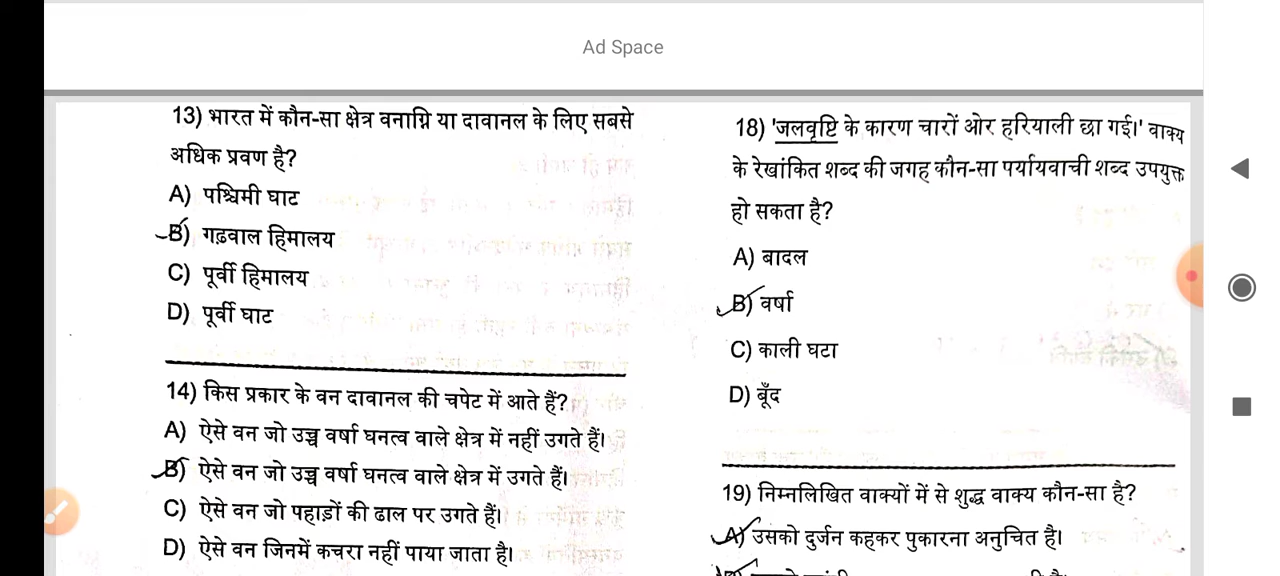 Ad Space
13) भारत में कौन-सा क्षेत्र वनाग्नि या दावानल के लिए सबसे
अधिक प्रवण है?
A) पश्चिमी घाट
B) गढ़वाल हिमालय
C) पूर्वी हिमालय
D) पूर्वी घाट
14) किस प्रकार के वन दावानल की चपेट में आते हैं?
A) ऐसे वन जो उच्च वर्षा घनत्व वाले क्षेत्र में नहीं उगते हैं।
B) ऐसे वन जो उच्च वर्षा घनत्व वाले क्षेत्र में उगते हैं।
C) ऐसे वन जो पहाड़ों की ढाल पर उगते हैं।
D) ऐसे वन जिनमें कचरा नहीं पाया जाता है।
18) 'जलवृष्टि के कारण चारों ओर हरियाली छा गई।' वाक्य
के रेखांकित शब्द की जगह कौन-सा पर्यायवाची शब्द उपयुक्त
हो सकता है?
A) बादल
B) वर्षा
C) काली घटा
D) बूँद
19) निम्नलिखित वाक्यों में से शुद्ध वाक्य कौन-सा है?
A) उसको दुर्जन कहकर पुकारना अनुचित है।